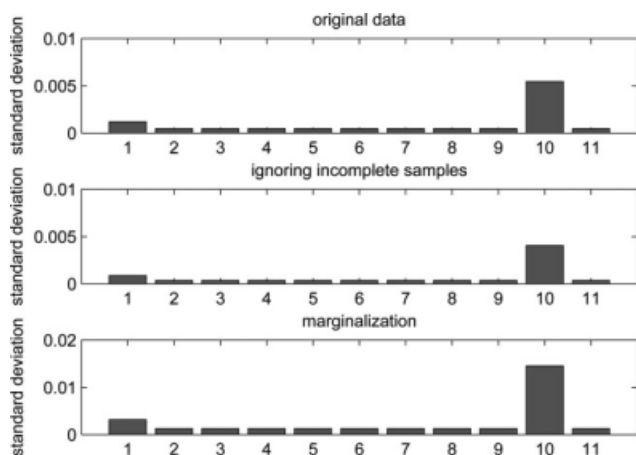 original data
standard deviation
0.01
0.005
0
1 2 3 4 5 6 7 8 9 10 11
ignoring incomplete samples
standard deviation
0.01
0.005
0
1 2 3 4 5 6 7 8 9 10 11
marginalization
standard deviation
0.02
0.01
0
1 2 3 4 5 6 7 8 9 10 11